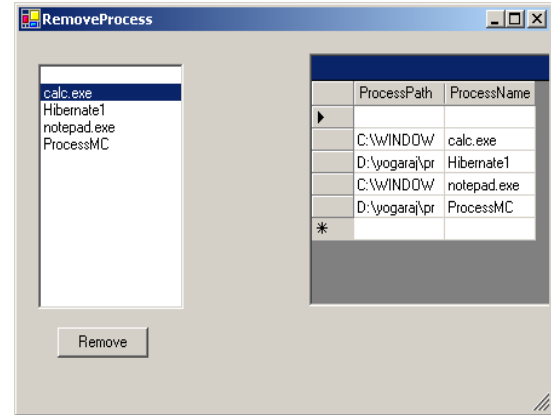 RemoveProcess
calc.exe
Hibernate1
notepad.exe
ProcessMC
Remove
ProcessPath ProcessName
C:\WINDOW calc.exe
D:\yogaraj\pr Hibernate1
C:\WINDOW notepad.exe
D:\yogaraj\pr ProcessMC